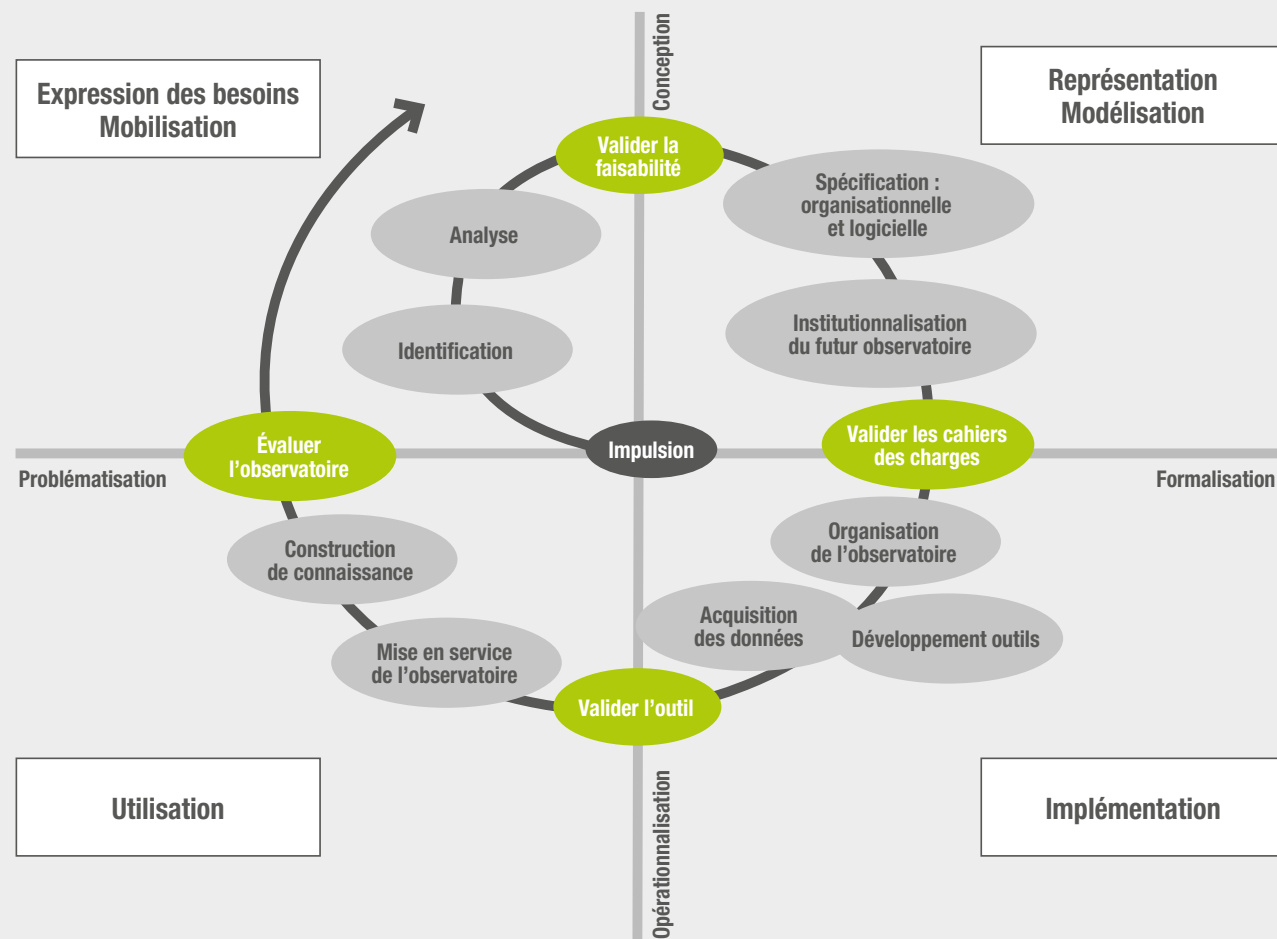 Conception
Expression des besoins
Mobilisation
Représentation
Modélisation
Valider la
faisabilité
Spécification :
organisationnelle
et logicielle
Analyse
Institutionnalisation
du futur observatoire
Identification
Évaluer
l’observatoire
Impulsion
Valider les cahiers
des charges
Problématisation
Formalisation
Organisation
de l’observatoire
Construction
de connaissance
Acquisition
des données
Développement outils
Mise en service
de l’observatoire
Valider l’outil
Utilisation
Implémentation
Opérationnalisation